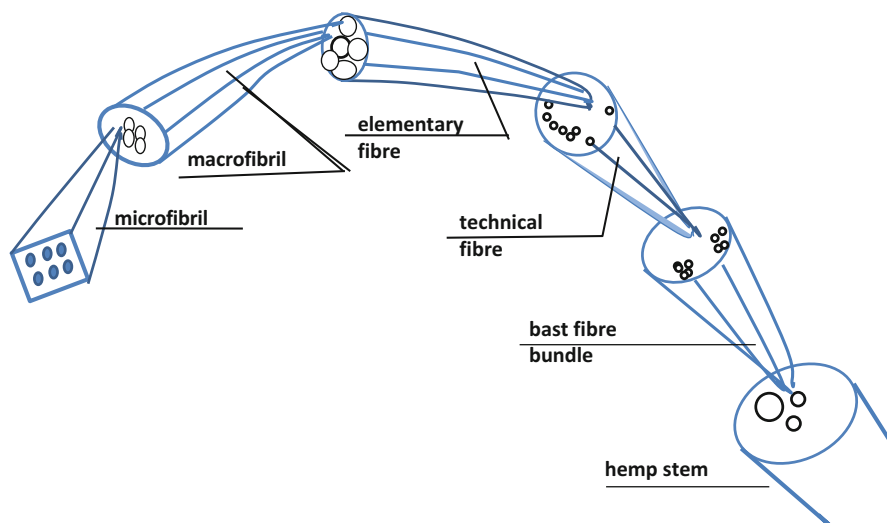 elementary
fibre
macrofibril
microfibril
technical
fibre
bast fibre
bundle
hemp stem